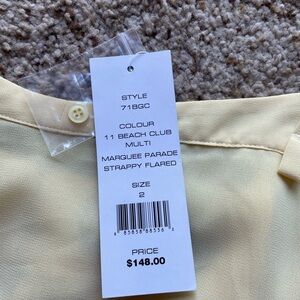 STYLE
718GC
COLOUR
11 BEACH CLUB
MULTI
MARQUEE PARADE
STRAPPY FLARED
SIZE
2
PRICE
$148.00